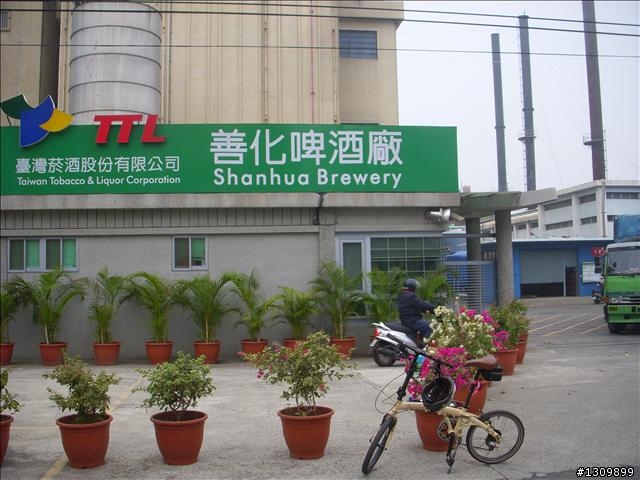 TTL
善化啤酒廠
臺灣菸酒股份有限公司
Taiwan Tobacco & Liquor Corporation
Shanhua Brewery
#1309899